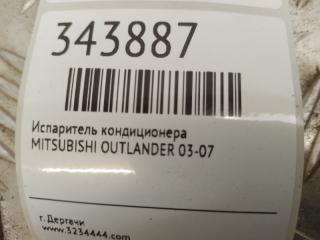 343887
Испаритель кондиционера
MITSUBISHI OUTLANDER 03-07
г. Дергачи
www.3234444.com